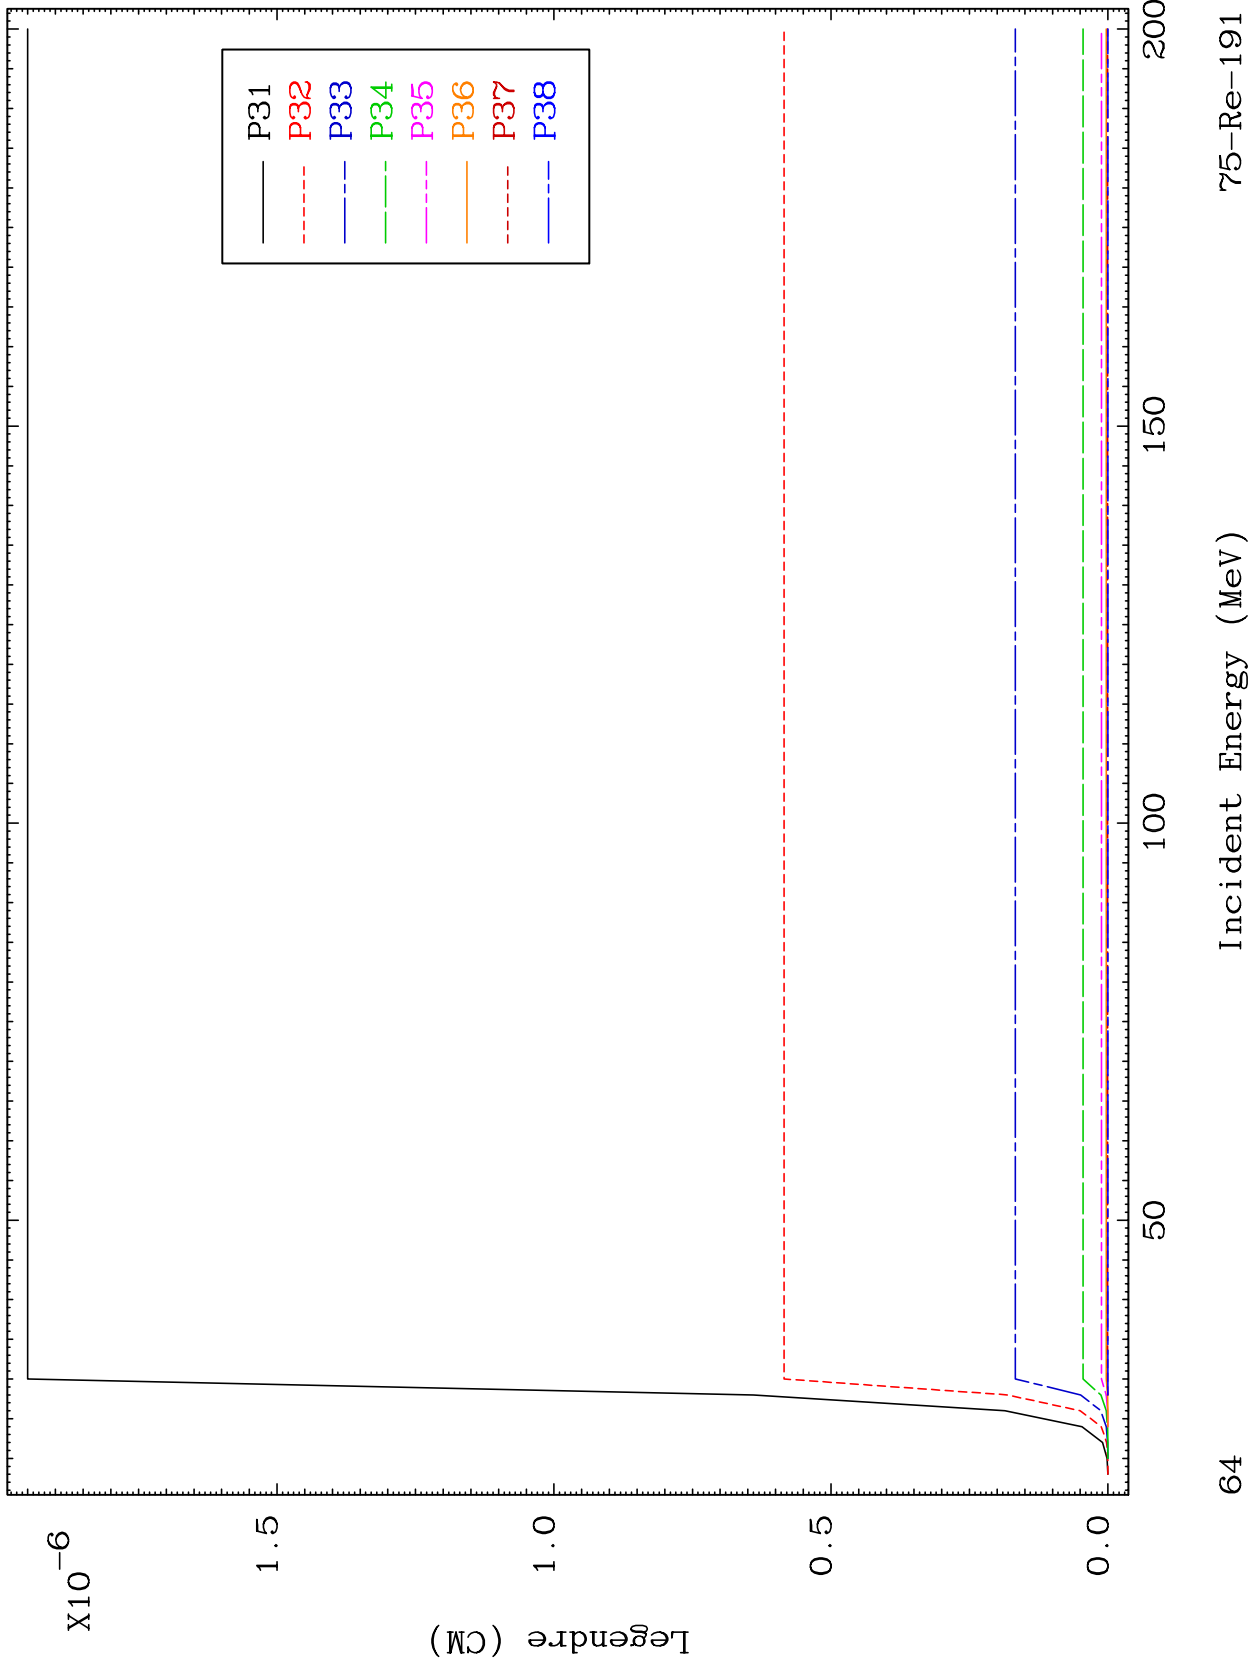 X10-6
1.5
1.0
0.5
0.0
Legendre (CM)
P31
P32
P33
P34
P35
P36
P37
P38
50
100
150
200
64
Incident Energy (MeV)
75-Re-191